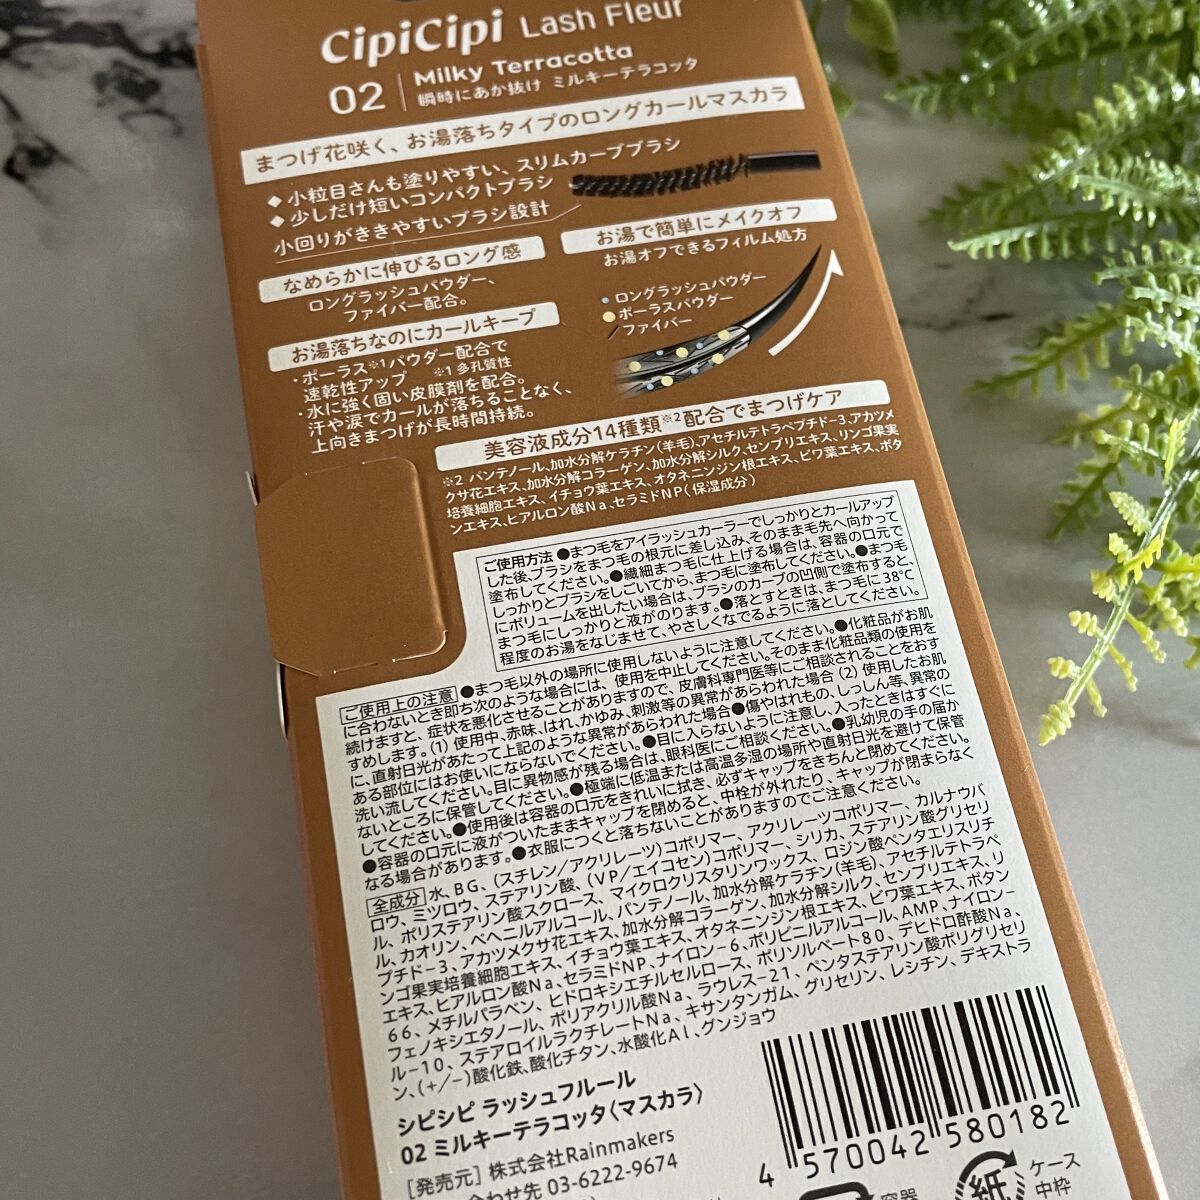 CipiCipi Lash Fleur
02 Milky Terracotta
瞬時にあか抜け ミルキーテラコッタ
まつげ花咲く、お湯落ちタイプのロングカールマスカラ
◆小粒目さんも塗りやすい、スリムカーブブラシ
◆少しだけ短いコンパクトブラシ
小回りがききやすいブラシ設計
なめらかに伸びるロング感
ロングラッシュパウダー、
ファイバー配合。
お湯で簡単にメイクオフ
お湯オフできるフィルム処方
・ロングラッシュパウダー
●ポーラスパウダー
/ファイバー
お湯落ちなのにカールキープ
・ポーラス※1パウダー配合で
速乾性アップ ※1 多孔質性
・水に強く固い皮膜剤を配合。
汗や涙でカールが落ちることなく、
上向きまつげが長時間持続。
美容液成分14種類※2配合でまつげケア
※2 パンテノール、加水分解ケラチン(羊毛)、アセチルテトラペプチド-3、アカツメ
クサ花エキス、加水分解コラーゲン、加水分解シルク、センブリエキス、リンゴ果実
培養細胞エキス、イチョウ葉エキス、オタネニンジン根エキス、ビワ葉エキス、ボタ
ンエキス、ヒアルロン酸Na、セラミドNP(保湿成分)
ご使用方法 ●まつ毛をアイラッシュカーラーでしっかりとカールアップ
した後、ブラシをまつ毛の根元に差し込み、そのまま毛先へ向かって
塗布してください。●繊細まつ毛に仕上げる場合は、容器の口元で
しっかりとブラシをしごいてから、まつ毛に塗布してください。●まつ毛
にボリュームを出したい場合は、ブラシのカーブの凹側で塗布すると、
まつ毛にしっかりと液がのります。●落とすときは、まつ毛に38℃
程度のお湯をなじませて、やさしくなでるように落としてください。
ご使用上の注意 ●まつ毛以外の場所に使用しないように注意してください。●化粧品がお肌
に合わないとき即ち次のような場合には、使用を中止してください。そのまま化粧品類の使用を
続けますと、症状を悪化させることがありますので、皮膚科専門医等にご相談されることをおす
すめします。(1)使用中、赤味、はれ、かゆみ、刺激等の異常があらわれた場合(2)使用したお肌
に、直射日光があたって上記のような異常があらわれた場合●傷やはれもの、しっしん等、異常の
ある部位にはお使いにならないでください。●目に入らないように注意し、入ったときはすぐに
洗い流してください。目に異物感が残る場合は、眼科医にご相談ください。●乳幼児の手の届か
ないところに保管してください。●極端に低温または高温多湿の場所や直射日光を避けて保管
してください。●使用後は容器の口元をきれいに拭き、必ずキャップをきちんと閉めてください。
●容器の口元に液がついたままキャップを閉めると、中栓が外れたり、キャップが閉まらなく
なる場合があります。●衣服につくと落ちないことがありますのでご注意ください。
全成分 水、BG、(スチレン/アクリレーツ)コポリマー、アクリレーツコポリマー、カルナウバ
ロウ、ミツロウ、ステアリン酸、(VP/エイコセン)コポリマー、シリカ、ステアリン酸グリセリ
ル、ポリステアリン酸スクロース、マイクロクリスタリンワックス、ロジン酸ペンタエリスリチ
ル、カオリン、ベヘニルアルコール、パンテノール、加水分解ケラチン(羊毛)、アセチルテトラペ
プチド-3、アカツメクサ花エキス、加水分解コラーゲン、加水分解シルク、センブリエキス、リ
ンゴ果実培養細胞エキス、イチョウ葉エキス、オタネニンジン根エキス、ビワ葉エキス、ボタン
エキス、ヒアルロン酸Na、セラミドNP、ナイロン-6、ポリビニルアルコール、AMP、ナイロン-
66、メチルパラベン、ヒドロキシエチルセルロース、ポリソルベート80、デヒドロ酢酸Na、
フェノキシエタノール、ポリアクリル酸Na、ラウレス-21、ペンタステアリン酸ポリグリセリ
ル-10、ステアロイルラクチレートNa、キサンタンガム、グリセリン、レシチン、デキストラ
ン、(+/-)酸化鉄、酸化チタン、水酸化Al、グンジョウ
シピシピ ラッシュフルール
02 ミルキーテラコッタ〈マスカラ〉
[発売元] 株式会社Rainmakers
合わせ先 03-6222-9674
4 570042 580182
紙
ケース
中枠
容器